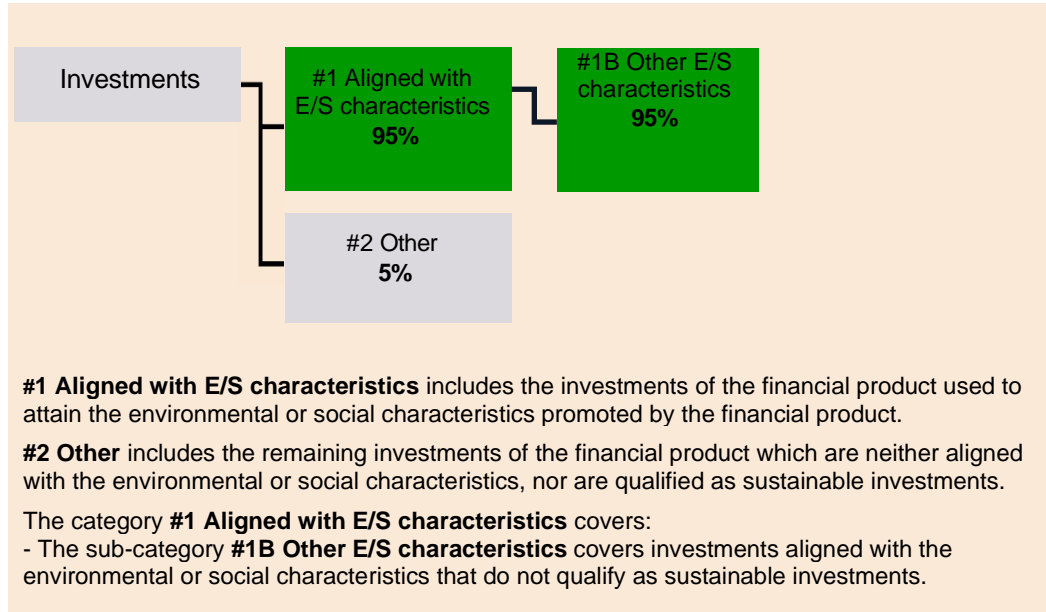 Investments
#1 Aligned with
E/S characteristics
95%
#1B Other E/S
characteristics
95%
#2 Other
5%
#1 Aligned with E/S characteristics includes the investments of the financial product used to
attain the environmental or social characteristics promoted by the financial product.
#2 Other includes the remaining investments of the financial product which are neither aligned
with the environmental or social characteristics, nor are qualified as sustainable investments.
The category #1 Aligned with E/S characteristics covers:
- The sub-category #1B Other E/S characteristics covers investments aligned with the
environmental or social characteristics that do not qualify as sustainable investments.